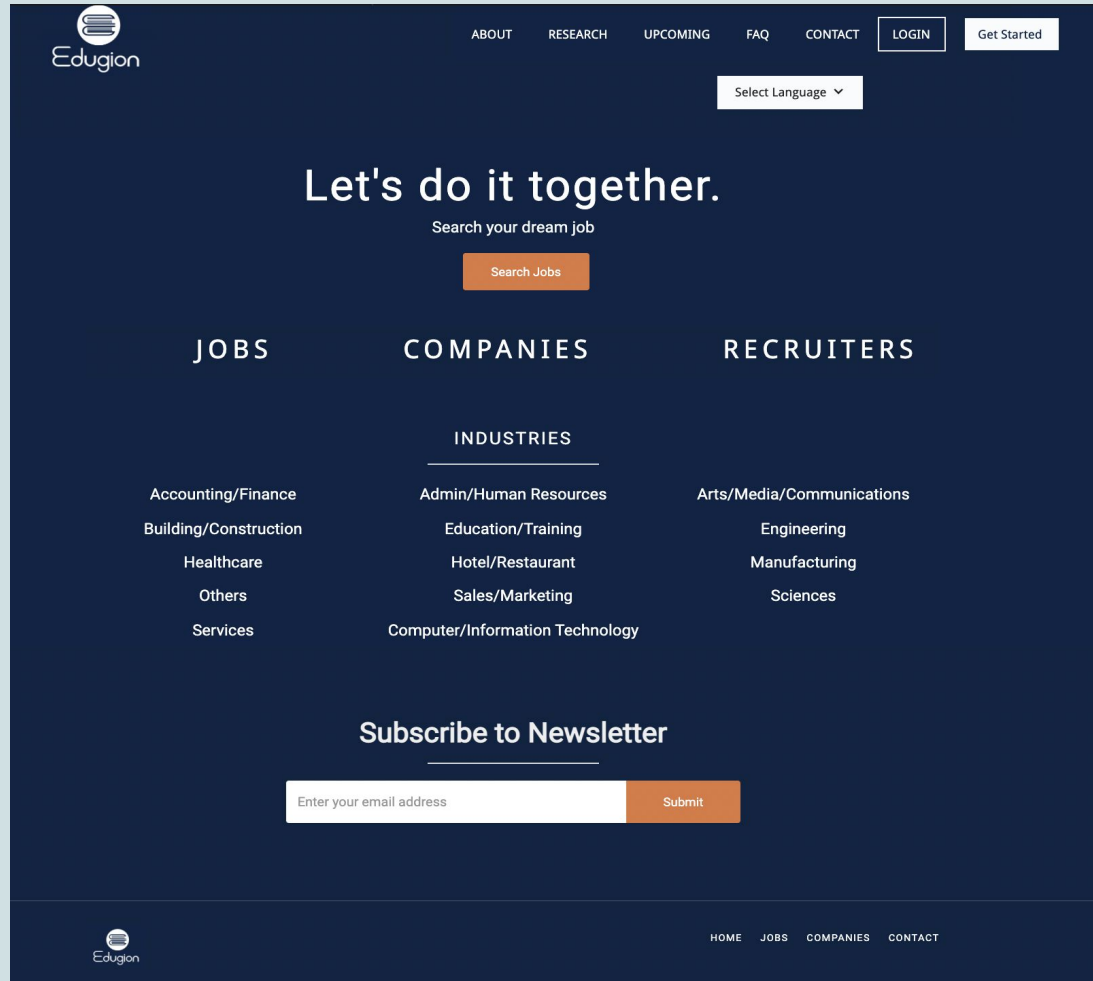 Edugion
ABOUT RESEARCH UPCOMING FAQ CONTACT LOGIN Get Started
Select Language
Let's do it together.
Search your dream job
Search Jobs
JOBS COMPANIES RECRUITERS
INDUSTRIES
Accounting/Finance Admin/Human Resources Arts/Media/Communications
Building/Construction Education/Training Engineering
Healthcare Hotel/Restaurant Manufacturing
Others Sales/Marketing Sciences
Services Computer/Information Technology
Subscribe to Newsletter
Enter your email address Submit
Edugion HOME JOBS COMPANIES CONTACT